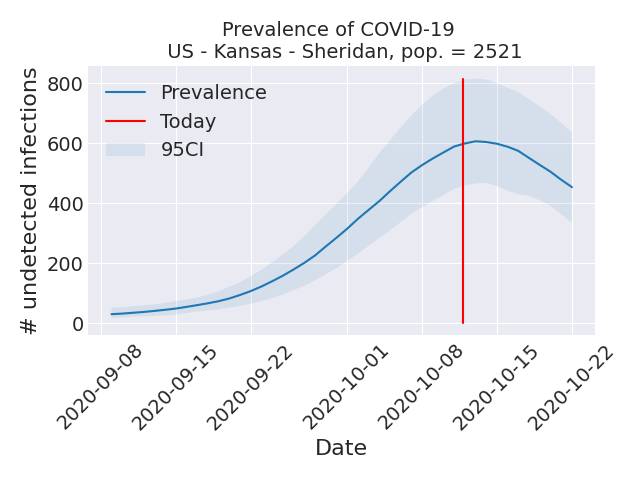 Prevalence of COVID-19
US - Kansas - Sheridan, pop. = 2521
# undetected infections
800
600
400
200
0
Prevalence
Today
95CI
2020-09-08
2020-09-15
2020-09-22
2020-10-01
2020-10-08
2020-10-15
2020-10-22
Date